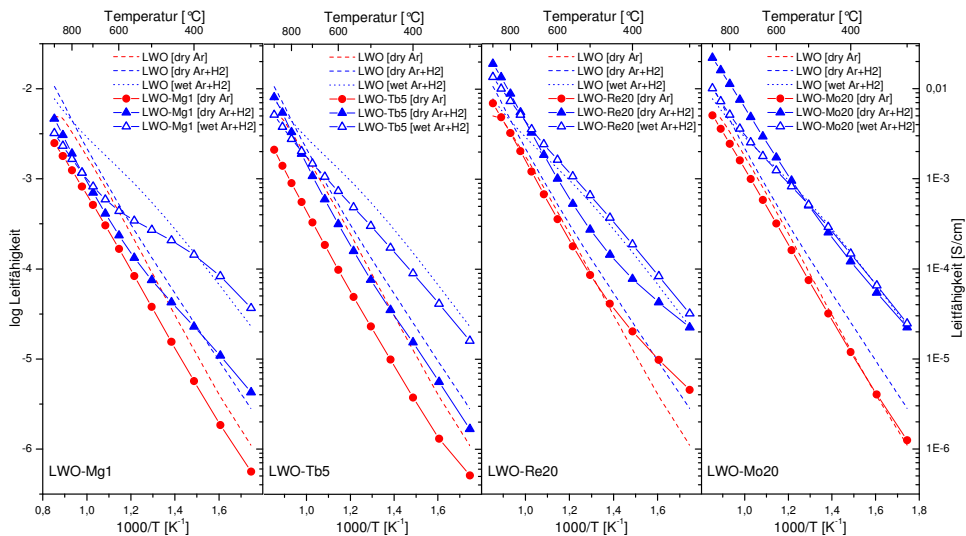 Temperatur [°C] Temperatur [°C] Temperatur [°C] Temperatur [°C]
800 600 400 800 600 400 800 600 400 800 600 400
LWO [dry Ar]
LWO [dry Ar+H2]
LWO [wet Ar+H2]
LWO-Mg1 [dry Ar]
LWO-Mg1 [dry Ar+H2]
LWO-Mg1 [wet Ar+H2]
LWO [dry Ar]
LWO [dry Ar+H2]
LWO [wet Ar+H2]
LWO-Tb5 [dry Ar]
LWO-Tb5 [dry Ar+H2]
LWO-Tb5 [wet Ar+H2]
LWO [dry Ar]
LWO [dry Ar+H2]
LWO [wet Ar+H2]
LWO-Re20 [dry Ar]
LWO-Re20 [dry Ar+H2]
LWO-Re20 [wet Ar+H2]
LWO [dry Ar]
LWO [dry Ar+H2]
LWO [wet Ar+H2]
LWO-Mo20 [dry Ar]
LWO-Mo20 [dry Ar+H2]
LWO-Mo20 [wet Ar+H2]
log Leitfähigkeit
-2
-3
-4
-5
-6
0,01
1E-3
1E-4
1E-5
1E-6
Leitfähigkeit [S/cm]
LWO-Mg1 LWO-Tb5 LWO-Re20 LWO-Mo20
0,8 1,0 1,2 1,4 1,6 1,0 1,2 1,4 1,6 1,0 1,2 1,4 1,6 1,0 1,2 1,4 1,6 1,8
1000/T [K⁻¹] 1000/T [K⁻¹] 1000/T [K⁻¹] 1000/T [K⁻¹]